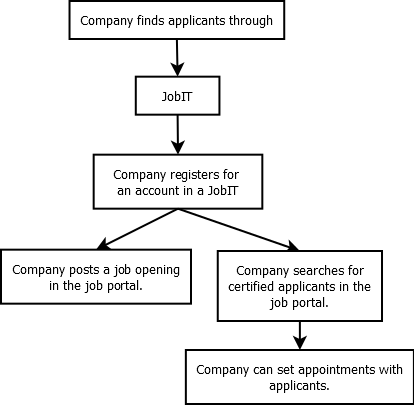 Company finds applicants through
JobIT
Company registers for
an account in a JobIT
Company posts a job opening
in the job portal.
Company searches for
certified applicants in the
job portal.
Company can set appointments with
applicants.